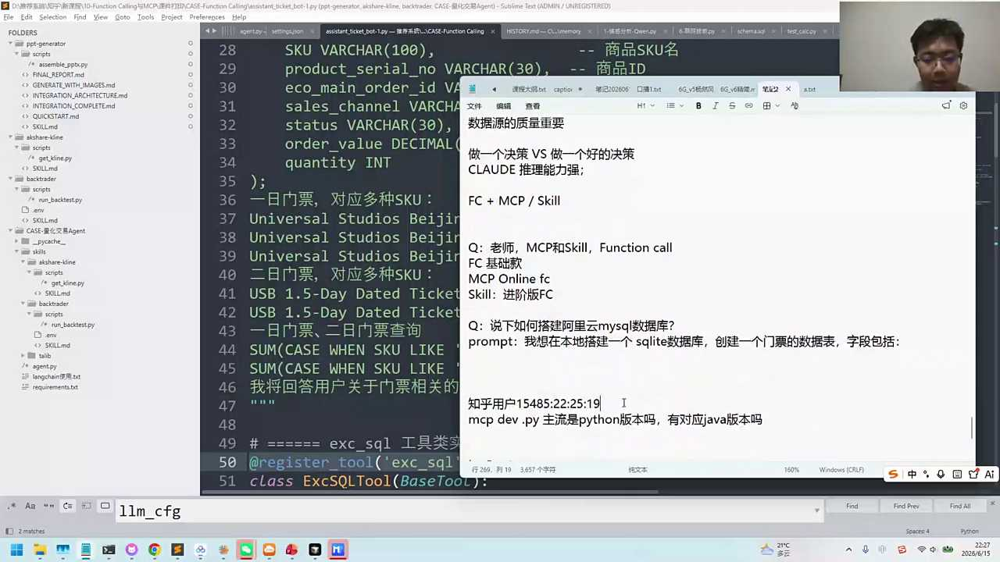 D:\推荐系统\知乎\新课程\10-Function Calling与MCP\课件打印\CASE-Function Calling\assistant_ticket_bot-1.py (ppt-generator, akshare-kline, backtrader, CASE-量化交易Agent) - Sublime Text (ADMIN / UNREGISTERED)
File Edit Selection Find View Goto Tools Project Preferences Help
FOLDERS
ppt-generator
scripts
assemble_pptx.py
FINAL_REPORT.md
GENERATE_WITH_IMAGES.md
INTEGRATION_ARCHITECTURE.md
INTEGRATION_COMPLETE.md
QUICKSTART.md
SKILL.md
akshare-kline
scripts
get_kline.py
SKILL.md
backtrader
scripts
run_backtest.py
.env
SKILL.md
CASE-量化交易Agent
__pycache__
skills
akshare-kline
scripts
get_kline.py
SKILL.md
backtrader
scripts
run_backtest.py
.env
SKILL.md
talib
agent.py
langchain使用.txt
requirements.txt
agent.py settings.json assistant_ticket_bot-1.py — 推荐系统\...\CASE-Function Calling HISTORY.md — C:\...\memory 1-情感分析-Qwen.py schema.sql test_calc.py
28 SKU VARCHAR(100), -- 商品SKU名
29 product_serial_no VARCHAR(30), -- 商品ID
30 eco_main_order_id VA
31 sales_channel VARCHAR
32 status VARCHAR(30),
33 order_value DECIMAL(
34 quantity INT
35 );
36 一日门票，对应多种SKU：
37 Universal Studios Beijin
38 Universal Studios Beijin
39 Universal Studios Beijin
40 二日门票，对应多种SKU：
41 USB 1.5-Day Dated Ticket
42 USB 1.5-Day Dated Ticket
43 一日门票、二日门票查询
44 SUM(CASE WHEN SKU LIKE '
45 SUM(CASE WHEN SKU LIKE '
46 我将回答用户关于门票相关的
47 """
48
49 # ====== exc_sql 工具类实
50 @register_tool('exc_sql'
51 class ExcSQLTool(BaseTool):
课程大纲.txt captio 笔记202606 口播1.txt 6G_v5杨然风 笔记2 a.txt
文件 编辑 查看 H1 B I S
数据源的质量重要
做一个决策 VS 做一个好的决策
CLAUDE 推理能力强；
FC + MCP / Skill
Q：老师，MCP和Skill，Function call
FC 基础款
MCP Online fc
Skill：进阶版FC
Q：说下如何搭建阿里云mysql数据库？
prompt：我想在本地搭建一个 sqlite数据库，创建一个门票的数据表，字段包括：
知乎用户15485:22:25:19
mcp dev .py 主流是python版本吗，有对应java版本吗
行 269, 列 19 3,657 个字符 纯文本 160% Windows (CRLF)
中
llm_cfg
Find Find Prev Find All
2 matches Spaces: 4 Python
21°C
多云
22:27
2026/6/15